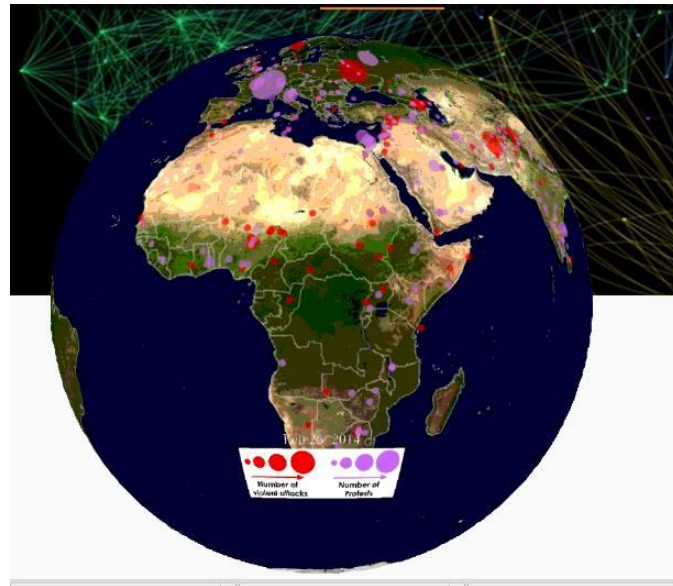 Feb 26, 2014
Number of
violent attacks
Number of
Protests